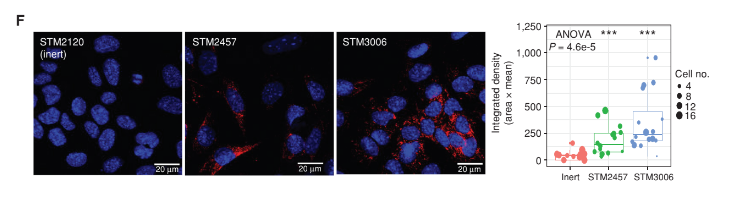 F
STM2120
(inert)
20 µm
STM2457
20 µm
STM3006
20 µm
Integrated density
(area × mean)
1,250
1,000
750
500
250
0
ANOVA *** ***
P = 4.6e-5
Inert STM2457 STM3006
Cell no.
4
8
12
16